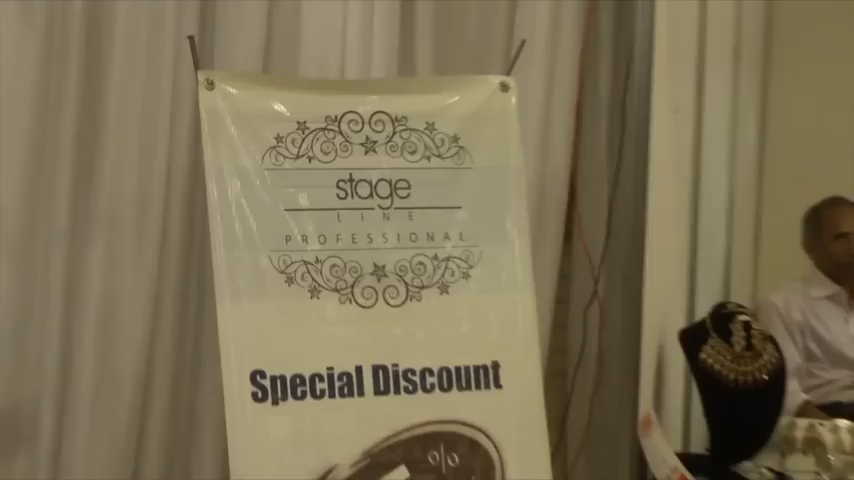 stage
LINE
PROFESSIONAL
Special Discount
%